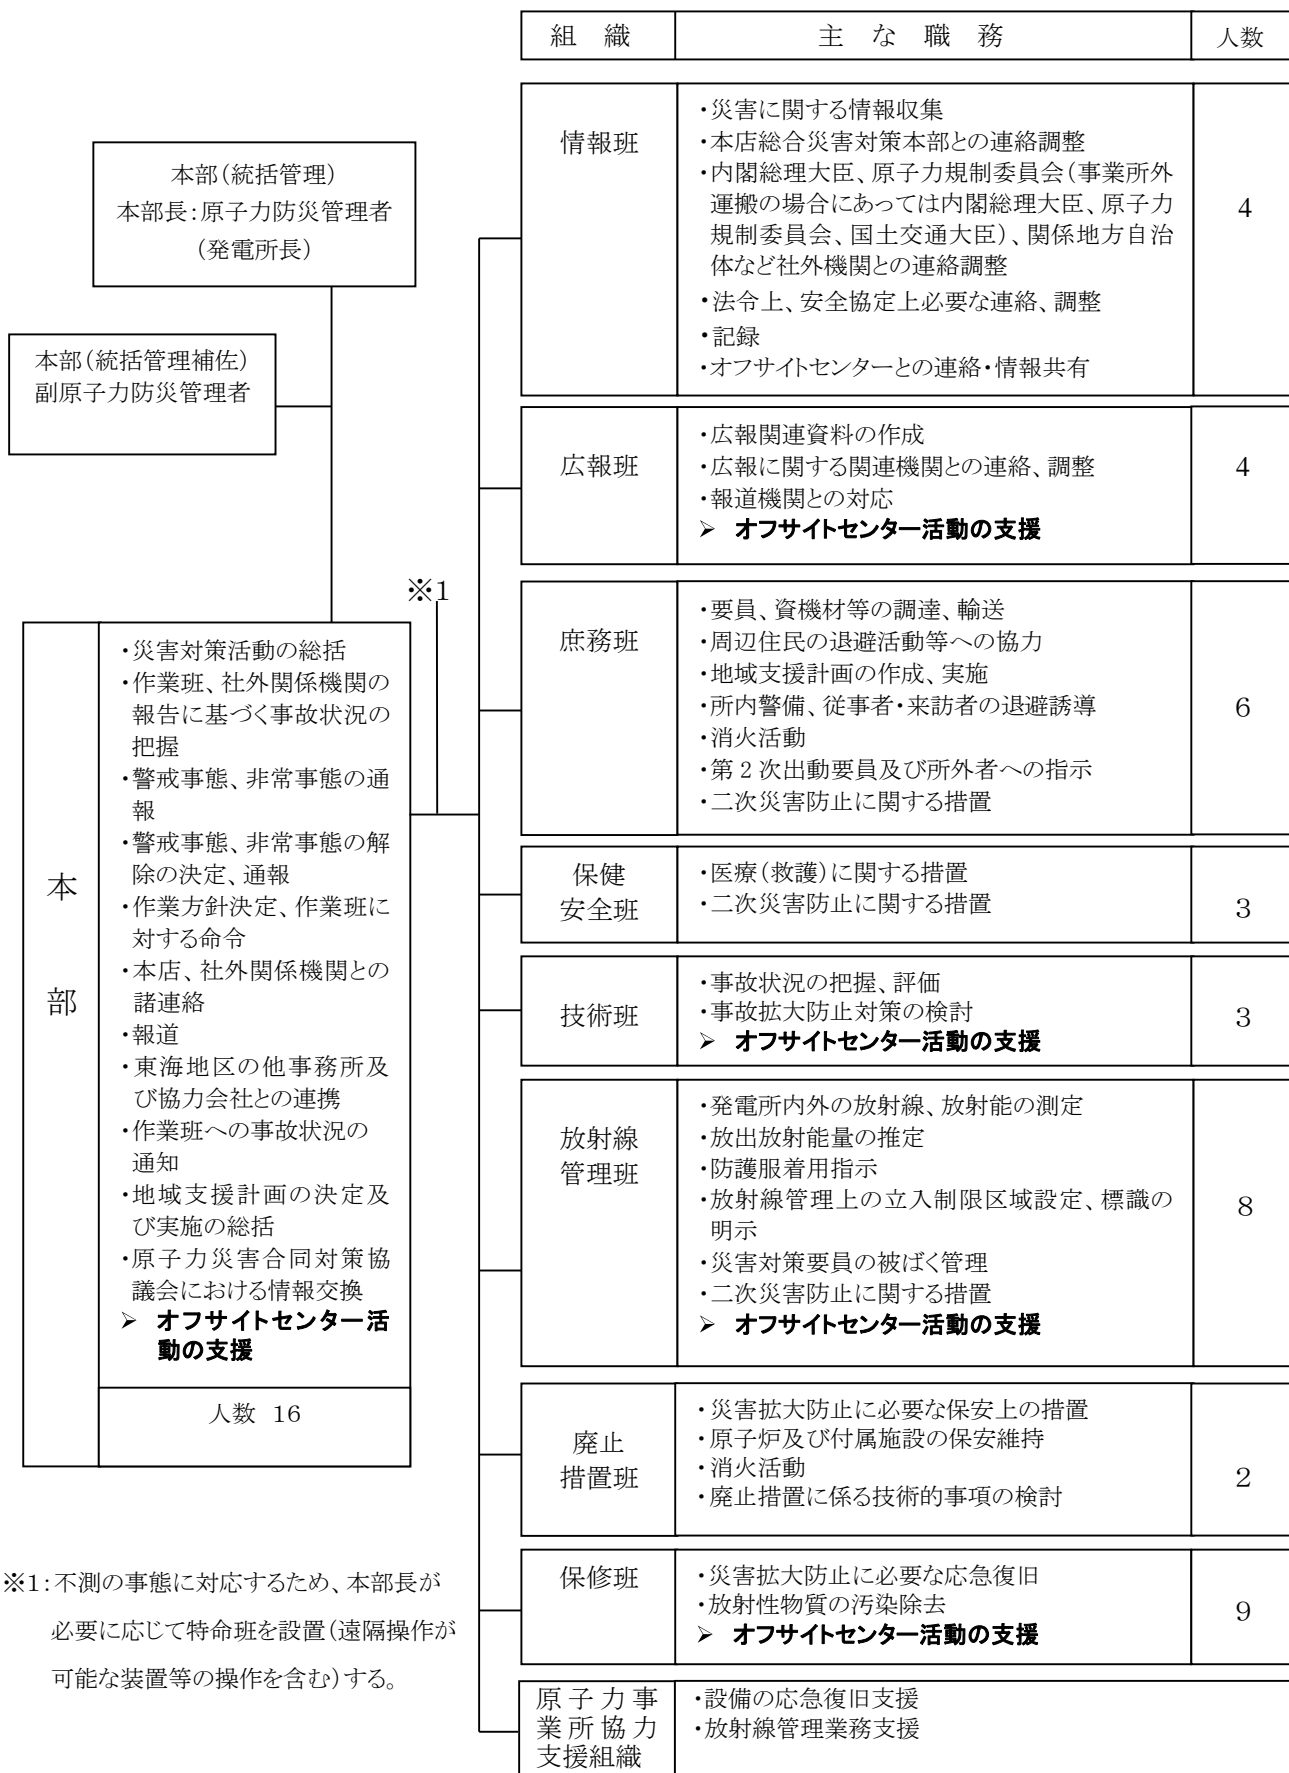 組　織　主　な　職　務　人数
本部(統括管理)
本部長:原子力防災管理者
(発電所長)
本部(統括管理補佐)
副原子力防災管理者
※1
本
部
・災害対策活動の総括
・作業班、社外関係機関の
報告に基づく事故状況の
把握
・警戒事態、非常事態の通
報
・警戒事態、非常事態の解
除の決定、通報
・作業方針決定、作業班に
対する命令
・本店、社外関係機関との
諸連絡
・報道
・東海地区の他事務所及
び協力会社との連携
・作業班への事故状況の
通知
・地域支援計画の決定及
び実施の総括
・原子力災害合同対策協
議会における情報交換
➢ オフサイトセンター活
動の支援
人数 16
情報班
・災害に関する情報収集
・本店総合災害対策本部との連絡調整
・内閣総理大臣、原子力規制委員会(事業所外
運搬の場合にあっては内閣総理大臣、原子力
規制委員会、国土交通大臣)、関係地方自治
体など社外機関との連絡調整
・法令上、安全協定上必要な連絡、調整
・記録
・オフサイトセンターとの連絡・情報共有
4
広報班
・広報関連資料の作成
・広報に関する関連機関との連絡、調整
・報道機関との対応
➢ オフサイトセンター活動の支援
4
庶務班
・要員、資機材等の調達、輸送
・周辺住民の退避活動等への協力
・地域支援計画の作成、実施
・所内警備、従事者・来訪者の退避誘導
・消火活動
・第2次出動要員及び所外者への指示
・二次災害防止に関する措置
6
保健
安全班
・医療(救護)に関する措置
・二次災害防止に関する措置
3
技術班
・事故状況の把握、評価
・事故拡大防止対策の検討
➢ オフサイトセンター活動の支援
3
放射線
管理班
・発電所内外の放射線、放射能の測定
・放出放射能量の推定
・防護服着用指示
・放射線管理上の立入制限区域設定、標識の
明示
・災害対策要員の被ばく管理
・二次災害防止に関する措置
➢ オフサイトセンター活動の支援
8
廃止
措置班
・災害拡大防止に必要な保安上の措置
・原子炉及び付属施設の保安維持
・消火活動
・廃止措置に係る技術的事項の検討
2
保修班
・災害拡大防止に必要な応急復旧
・放射性物質の汚染除去
➢ オフサイトセンター活動の支援
9
原子力事
業所協力
支援組織
・設備の応急復旧支援
・放射線管理業務支援
※1:不測の事態に対応するため、本部長が
必要に応じて特命班を設置(遠隔操作が
可能な装置等の操作を含む)する。